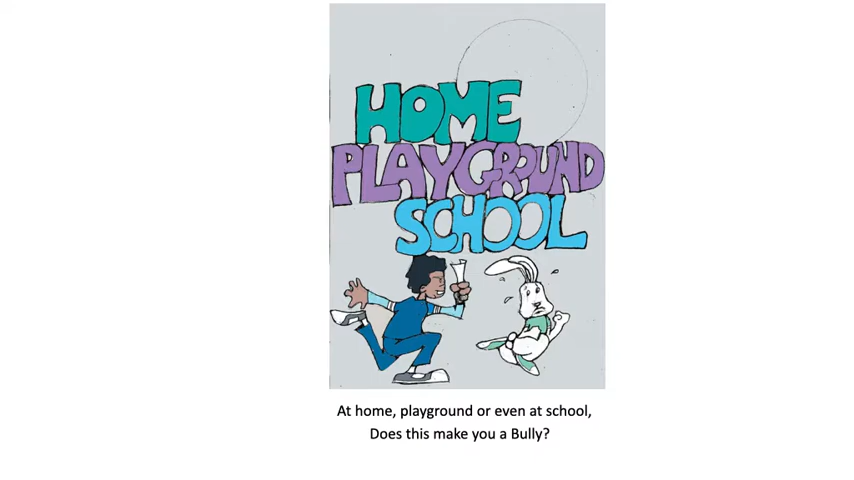 HOME
PLAYGROUND
SCHOOL
At home, playground or even at school,
Does this make you a Bully?